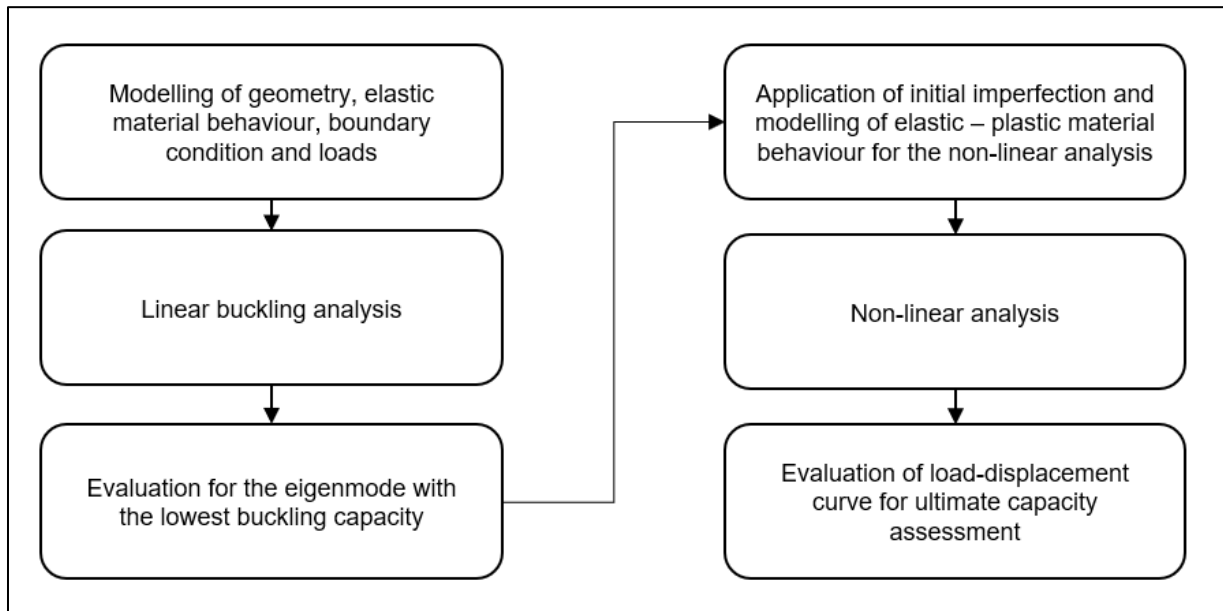 Modelling of geometry, elastic
material behaviour, boundary
condition and loads
Linear buckling analysis
Evaluation for the eigenmode with
the lowest buckling capacity
Application of initial imperfection and
modelling of elastic – plastic material
behaviour for the non-linear analysis
Non-linear analysis
Evaluation of load-displacement
curve for ultimate capacity
assessment